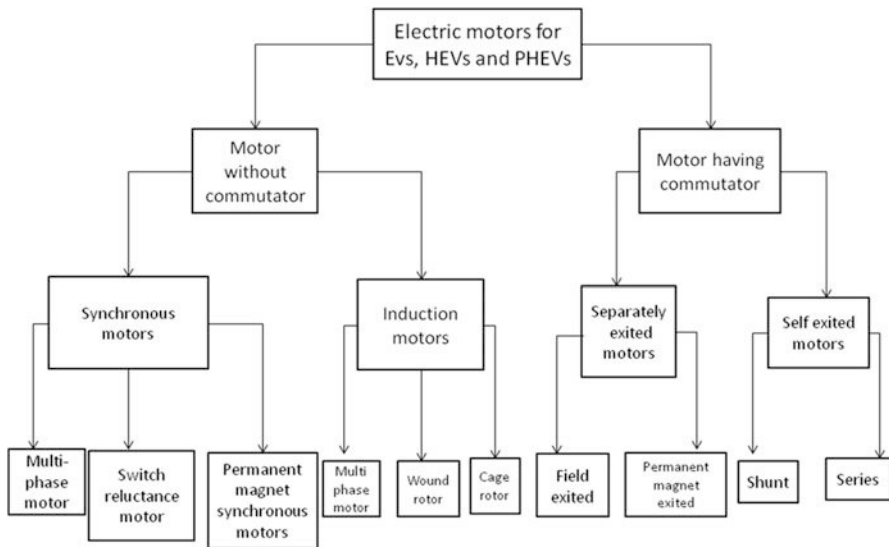 Electric motors for
Evs, HEVs and PHEVs
Motor
without
commutator
Motor having
commutator
Synchronous
motors
Induction
motors
Separately
exited
motors
Self exited
motors
Multi-
phase
motor
Switch
reluctance
motor
Permanent
magnet
synchronous
motors
Multi
phase
motor
Wound
rotor
Cage
rotor
Field
exited
Permanent
magnet
exited
Shunt
Series